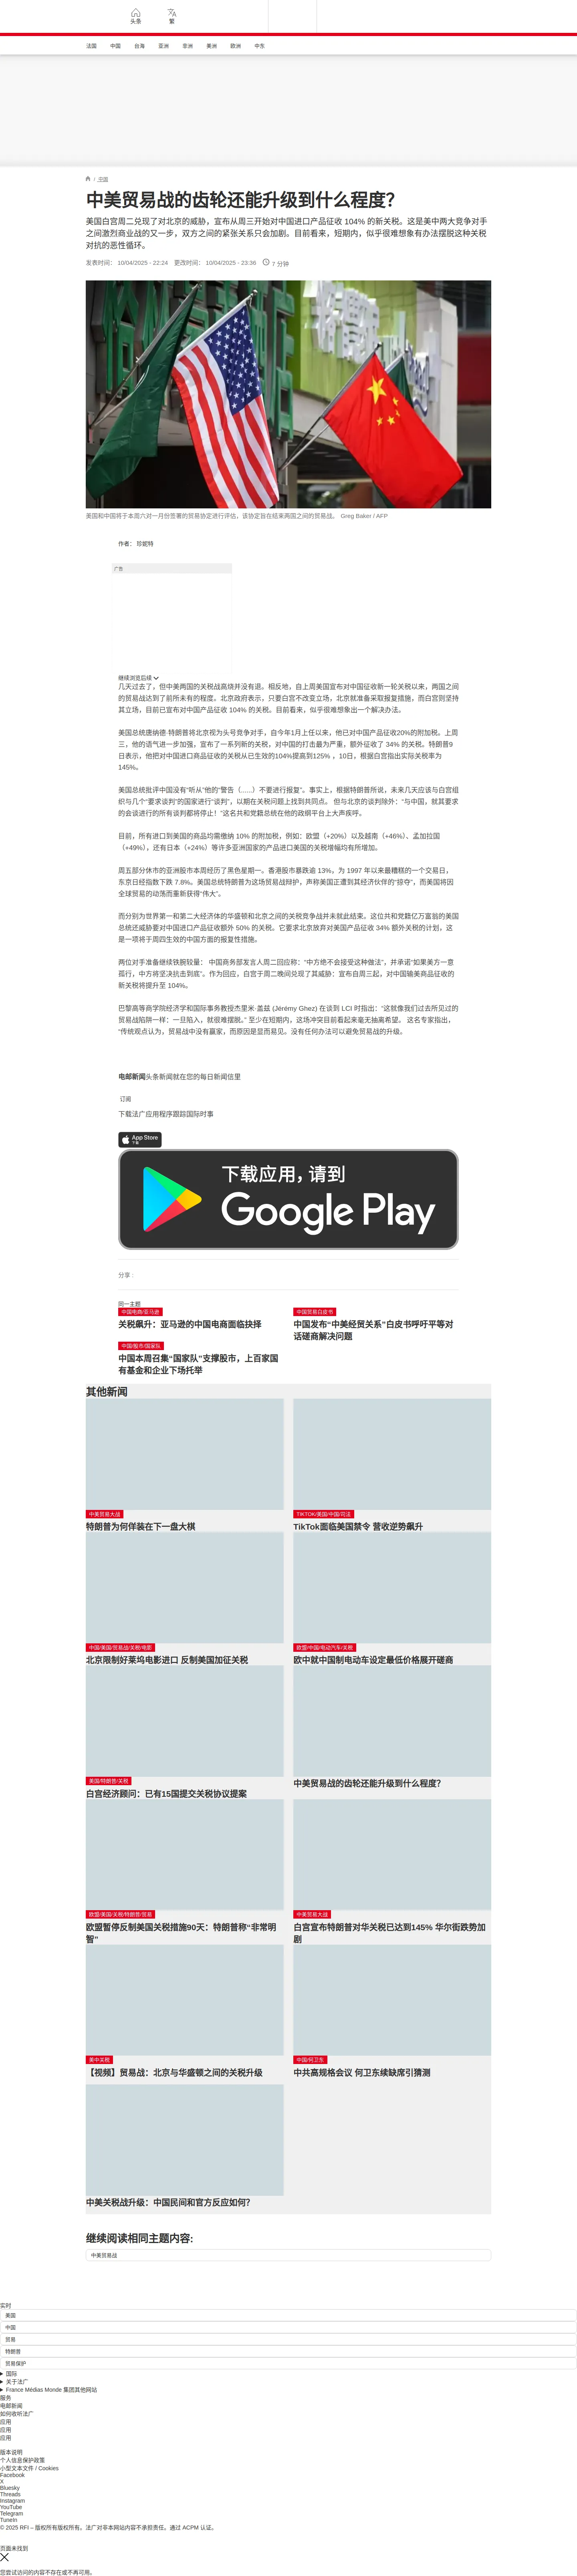 头条
繁
法国
中国
台海
亚洲
非洲
美洲
欧洲
中东
/ 中国
中美贸易战的齿轮还能升级到什么程度?
美国白宫周二兑现了对北京的威胁，宣布从周三开始对中国进口产品征收 104% 的新关税。这是美中两大竞争对手
之间激烈商业战的又一步，双方之间的紧张关系只会加剧。目前看来，短期内，似乎很难想象有办法摆脱这种关税
对抗的恶性循环。
发表时间： 10/04/2025 - 22:24 更改时间： 10/04/2025 - 23:36 7 分钟
美国和中国将于本周六对一月份签署的贸易协定进行评估，该协定旨在结束两国之间的贸易战。 Greg Baker / AFP
作者： 珍妮特
广告
继续浏览后续
几天过去了，但中美两国的关税战高烧并没有退。相反地，自上周美国宣布对中国征收新一轮关税以来，两国之间
的贸易战达到了前所未有的程度。北京政府表示，只要白宫不改变立场，北京就准备采取报复措施，而白宫则坚持
其立场，目前已宣布对中国产品征收 104% 的关税。目前看来，似乎很难想象出一个解决办法。
美国总统唐纳德·特朗普将北京视为头号竞争对手，自今年1月上任以来，他已对中国产品征收20%的附加税。上周
三，他的语气进一步加强，宣布了一系列新的关税，对中国的打击最为严重，额外征收了 34% 的关税。特朗普9
日表示，他把对中国进口商品征收的关税从已生效的104%提高到125% ，10日，根据白宫指出实际关税率为
145%。
美国总统批评中国没有“听从”他的“警告（......）不要进行报复”。事实上，根据特朗普所说，未来几天应该与白宫组
织与几个“要求谈判”的国家进行“谈判”，以期在关税问题上找到共同点。 但与北京的谈判除外：“与中国，就其要求
的会谈进行的所有谈判都将停止！”这名共和党籍总统在他的政纲平台上大声疾呼。
目前，所有进口到美国的商品均需缴纳 10% 的附加税，例如：欧盟（+20%）以及越南（+46%）、孟加拉国
（+49%），还有日本（+24%）等许多亚洲国家的产品进口美国的关税增幅均有所增加。
周五部分休市的亚洲股市本周经历了黑色星期一。香港股市暴跌逾 13%，为 1997 年以来最糟糕的一个交易日，
东京日经指数下跌 7.8%。美国总统特朗普为这场贸易战辩护，声称美国正遭到其经济伙伴的“掠夺”，而美国将因
全球贸易的动荡而重新获得“伟大”。
而分别为世界第一和第二大经济体的华盛顿和北京之间的关税竞争战并未就此结束。这位共和党籍亿万富翁的美国
总统还威胁要对中国进口产品征收额外 50% 的关税。它要求北京放弃对美国产品征收 34% 额外关税的计划，这
是一项将于周四生效的中国方面的报复性措施。
两位对手准备继续铁腕较量： 中国商务部发言人周二回应称：“中方绝不会接受这种做法”，并承诺“如果美方一意
孤行，中方将坚决抗击到底”。作为回应，白宫于周二晚间兑现了其威胁：宣布自周三起，对中国输美商品征收的
新关税将提升至 104%。
巴黎高等商学院经济学和国际事务教授杰里米·盖兹 (Jérémy Ghez) 在谈到 LCI 时指出：“这就像我们过去所见过的
贸易战陷阱一样：一旦陷入，就很难摆脱。” 至少在短期内，这场冲突目前看起来毫无抽离希望。 这名专家指出，
“传统观点认为，贸易战中没有赢家，而原因是显而易见。没有任何办法可以避免贸易战的升级。
电邮新闻头条新闻就在您的每日新闻信里
订阅
下载法广应用程序跟踪国际时事
App Store
下载
下载应用，请到
Google Play
分享 :
同一主题
中国电商/亚马逊
关税飙升：亚马逊的中国电商面临抉择
中国贸易白皮书
中国发布“中美经贸关系”白皮书呼吁平等对
话磋商解决问题
中国/股市/国家队
中国本周召集“国家队”支撑股市，上百家国
有基金和企业下场托举
其他新闻
中美贸易大战
特朗普为何佯装在下一盘大棋
TIKTOK/美国/中国/司法
TikTok面临美国禁令 营收逆势飙升
中国/美国/贸易战/关税/电影
北京限制好莱坞电影进口 反制美国加征关税
欧盟/中国/电动汽车/关税
欧中就中国制电动车设定最低价格展开磋商
美国/特朗普/关税
白宫经济顾问：已有15国提交关税协议提案
中美贸易战的齿轮还能升级到什么程度?
欧盟/美国/关税/特朗普/贸易
欧盟暂停反制美国关税措施90天：特朗普称“非常明
智”
中美贸易大战
白宫宣布特朗普对华关税已达到145% 华尔街跌势加
剧
美中关税
【视频】贸易战：北京与华盛顿之间的关税升级
中国/何卫东
中共高规格会议 何卫东续缺席引猜测
中美关税战升级：中国民间和官方反应如何？
继续阅读相同主题内容:
中美贸易战
实时
美国
中国
贸易
特朗普
贸易保护
国际
关于法广
France Médias Monde 集团其他网站
服务
电邮新闻
如何收听法广
应用
应用
应用
版本说明
个人信息保护政策
小型文本文件 / Cookies
Facebook
X
Bluesky
Threads
Instagram
YouTube
Telegram
TuneIn
© 2025 RFI – 版权所有版权所有。法广对非本网站内容不承担责任。通过 ACPM 认证。
页面未找到
您尝试访问的内容不存在或不再可用。